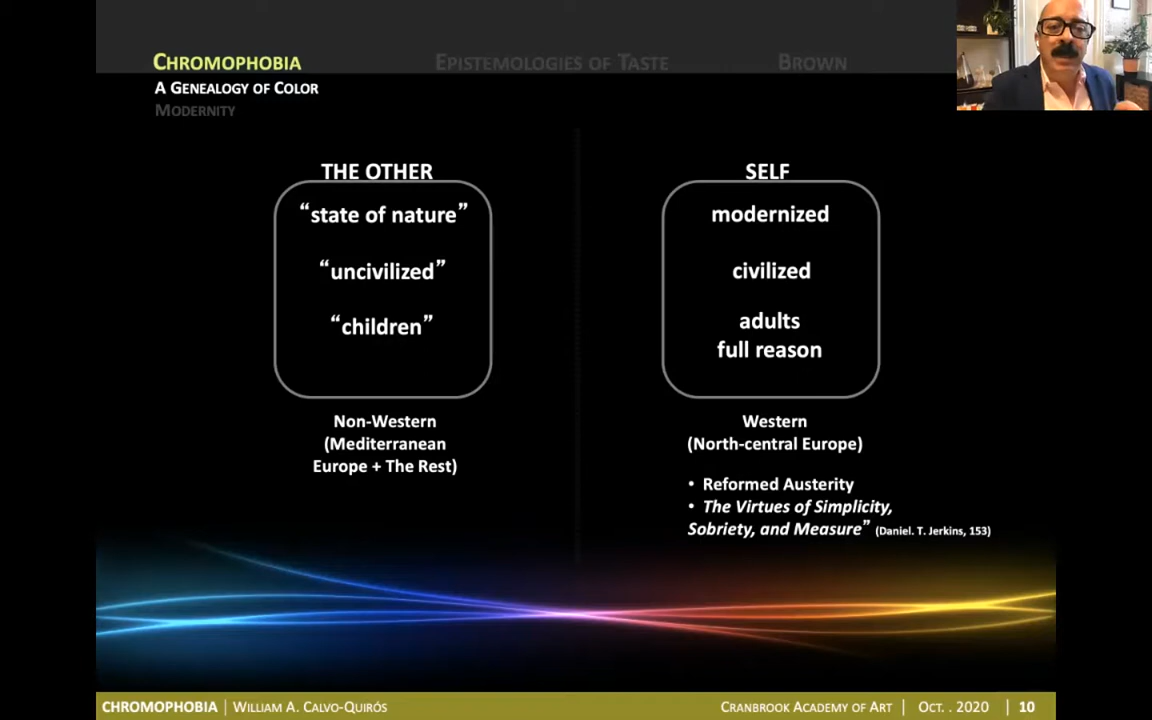 CHROMOPHOBIA
EPISTEMOLOGIES OF TASTE
BROWN
A GENEALOGY OF COLOR
MODERNITY
THE OTHER
“state of nature”
“uncivilized”
“children”
Non-Western
(Mediterranean
Europe + The Rest)
SELF
modernized
civilized
adults
full reason
Western
(North-central Europe)
• Reformed Austerity
• The Virtues of Simplicity,
Sobriety, and Measure” (Daniel. T. Jerkins, 153)
CHROMOPHOBIA | WILLIAM A. CALVO-QUIRÓS
CRANBROOK ACADEMY OF ART | OCT. . 2020 | 10